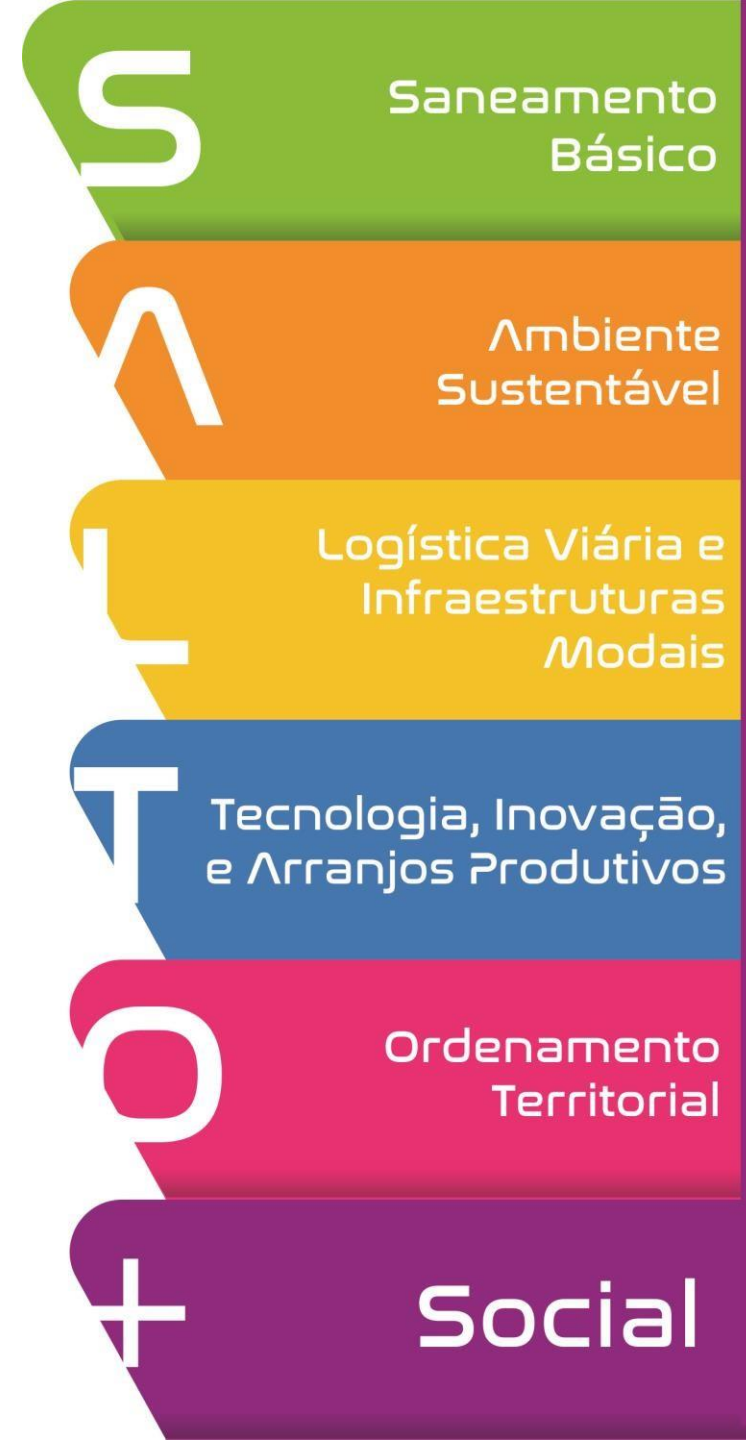 S
Saneamento
Básico
A
Ambiente
Sustentável
L
Logística Viária e
Infraestruturas
Modais
T
Tecnologia, Inovação,
e Arranjos Produtivos
O
Ordenamento
Territorial
+
Social